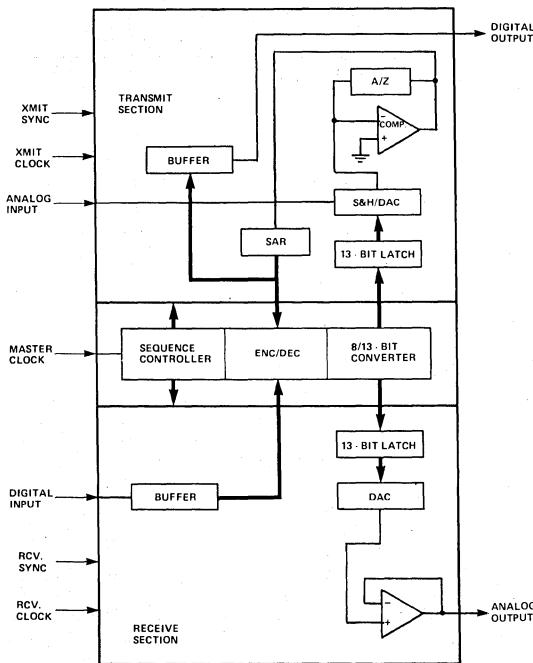 DIGITAL
OUTPUT
TRANSMIT
SECTION
A/Z
XMIT
SYNC
COMP.
-
+
XMIT
CLOCK
BUFFER
ANALOG
INPUT
S&H/DAC
SAR
13 - BIT LATCH
MASTER
CLOCK
SEQUENCE
CONTROLLER
ENC/DEC
8/13 - BIT
CONVERTER
13 - BIT LATCH
DIGITAL
INPUT
BUFFER
DAC
RCV.
SYNC
-
+
ANALOG
OUTPUT
RCV.
CLOCK
RECEIVE
SECTION